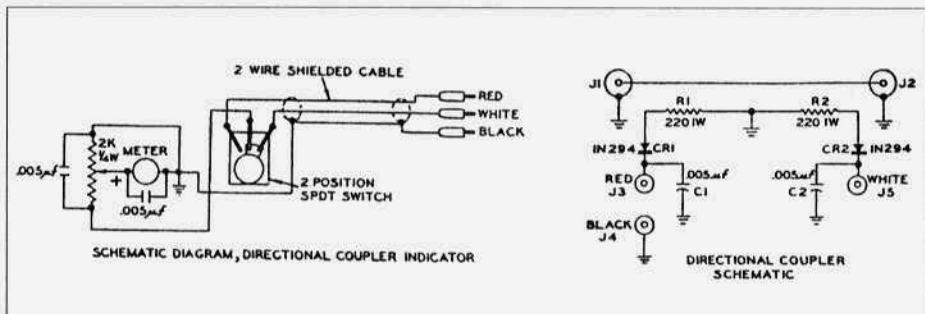 2 WIRE SHIELDED CABLE
RED
WHITE
BLACK
2K
¼W
METER
.005μf
+
.005μf
2 POSITION
SPDT SWITCH
SCHEMATIC DIAGRAM, DIRECTIONAL COUPLER INDICATOR
J1
J2
R1
220 1W
R2
220 1W
IN294
CR1
CR2
IN294
RED
J3
.005μf
C1
.005μf
C2
WHITE
J5
BLACK
J4
DIRECTIONAL COUPLER
SCHEMATIC